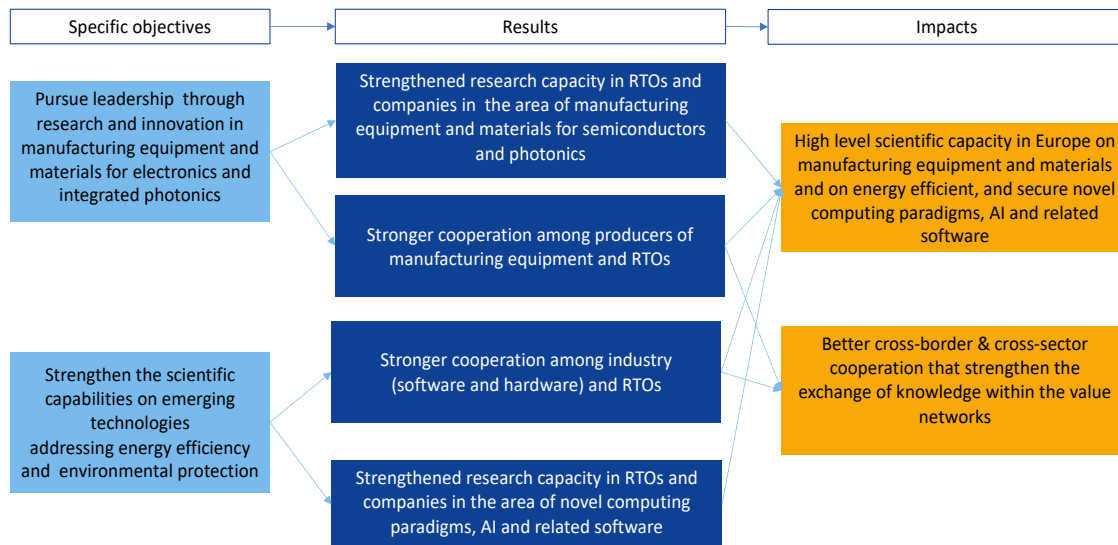 Specific objectives
Results
Impacts
Pursue leadership through
research and innovation in
manufacturing equipment and
materials for electronics and
integrated photonics
Strengthen the scientific
capabilities on emerging
technologies
addressing energy efficiency
and environmental protection
Strengthened research capacity in RTOs and
companies in the area of manufacturing
equipment and materials for semiconductors
and photonics
Stronger cooperation among producers of
manufacturing equipment and RTOs
Stronger cooperation among industry
(software and hardware) and RTOs
Strengthened research capacity in RTOs and
companies in the area of novel computing
paradigms, AI and related software
High level scientific capacity in Europe on
manufacturing equipment and materials
and on energy efficient, and secure novel
computing paradigms, AI and related
software
Better cross-border & cross-sector
cooperation that strengthen the
exchange of knowledge within the value
networks